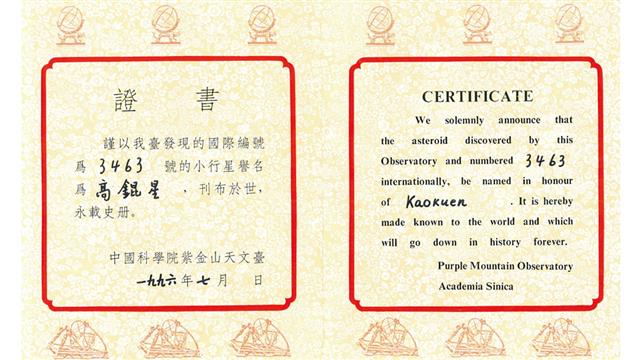 證書
謹以我臺發現的國際編號
爲 3463 號的小行星譽名
爲高錕星，刊布於世，
永載史册。
中國科學院紫金山天文臺
一九九六年七月 日
CERTIFICATE
We solemnly announce that
the asteroid discovered by this
Observatory and numbered 3463
internationally, be named in honour
of Kaokuen . It is hereby
made known to the world and which
will go down in history forever.
Purple Mountain Observatory
Academia Sinica